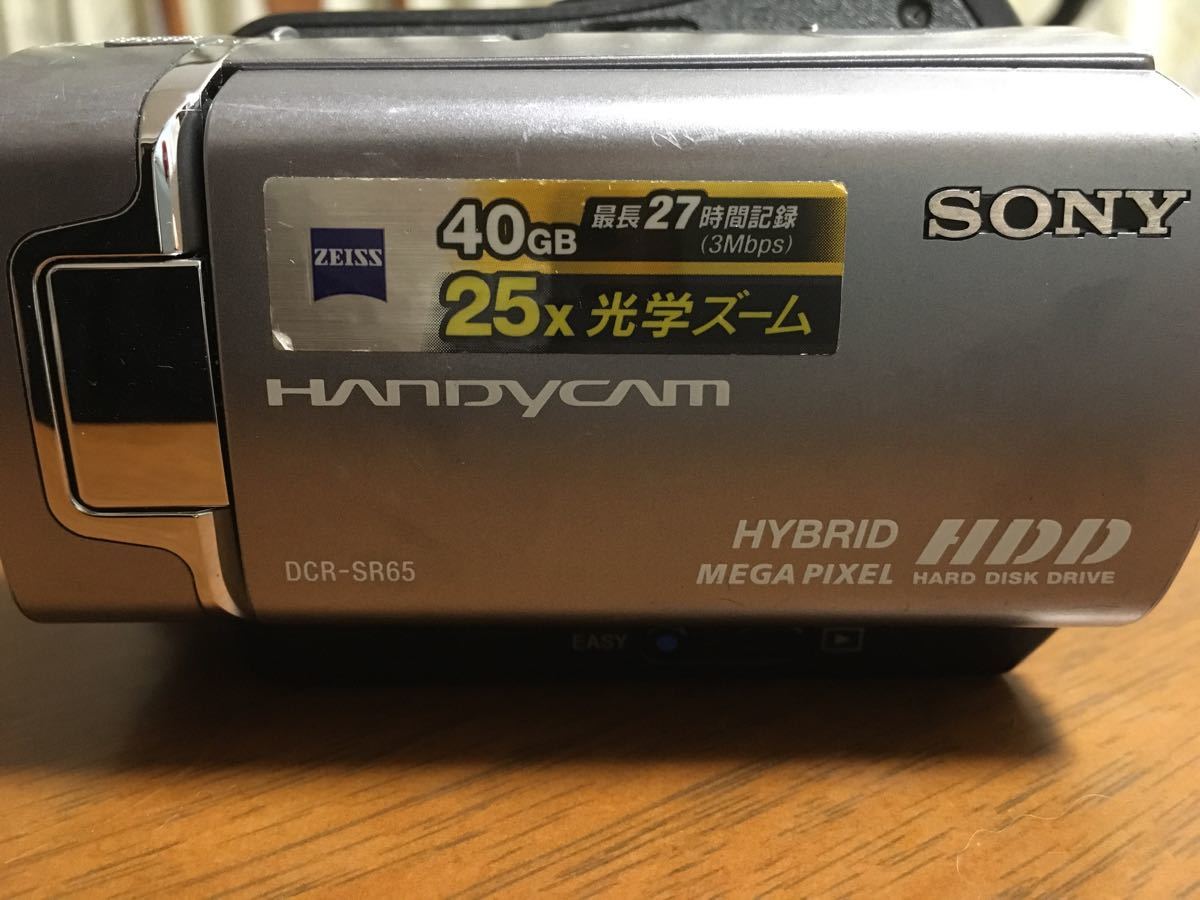 SONY
ZEISS
40GB 最長27時間記録
(3Mbps)
25x 光学ズーム
HANDYCAM
HYBRID HDD
MEGA PIXEL HARD DISK DRIVE
DCR-SR65
EASY